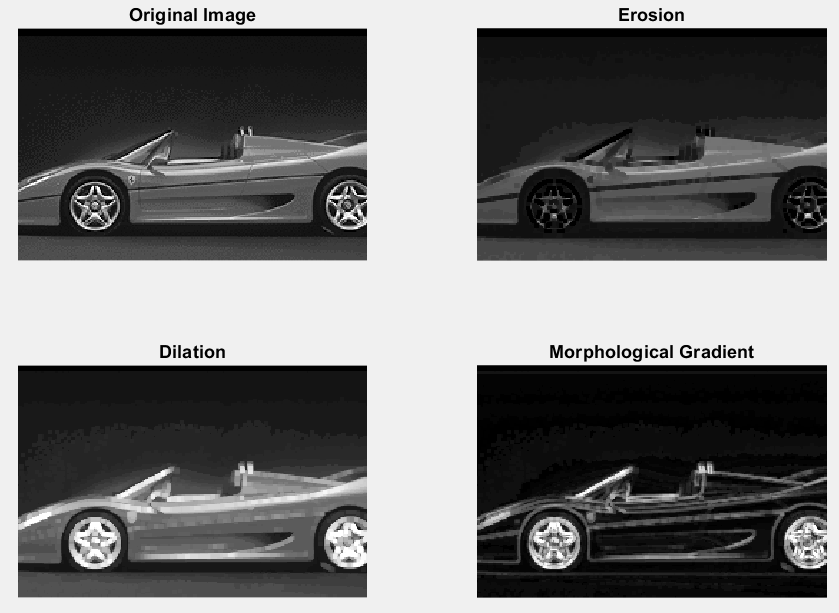 Original Image
Erosion
Dilation
Morphological Gradient